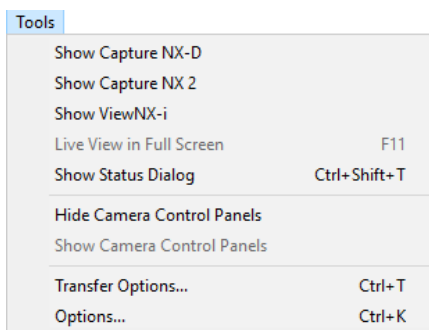 Tools
Show Capture NX-D
Show Capture NX 2
Show ViewNX-i
Live View in Full Screen F11
Show Status Dialog Ctrl+Shift+T
Hide Camera Control Panels
Show Camera Control Panels
Transfer Options... Ctrl+T
Options... Ctrl+K